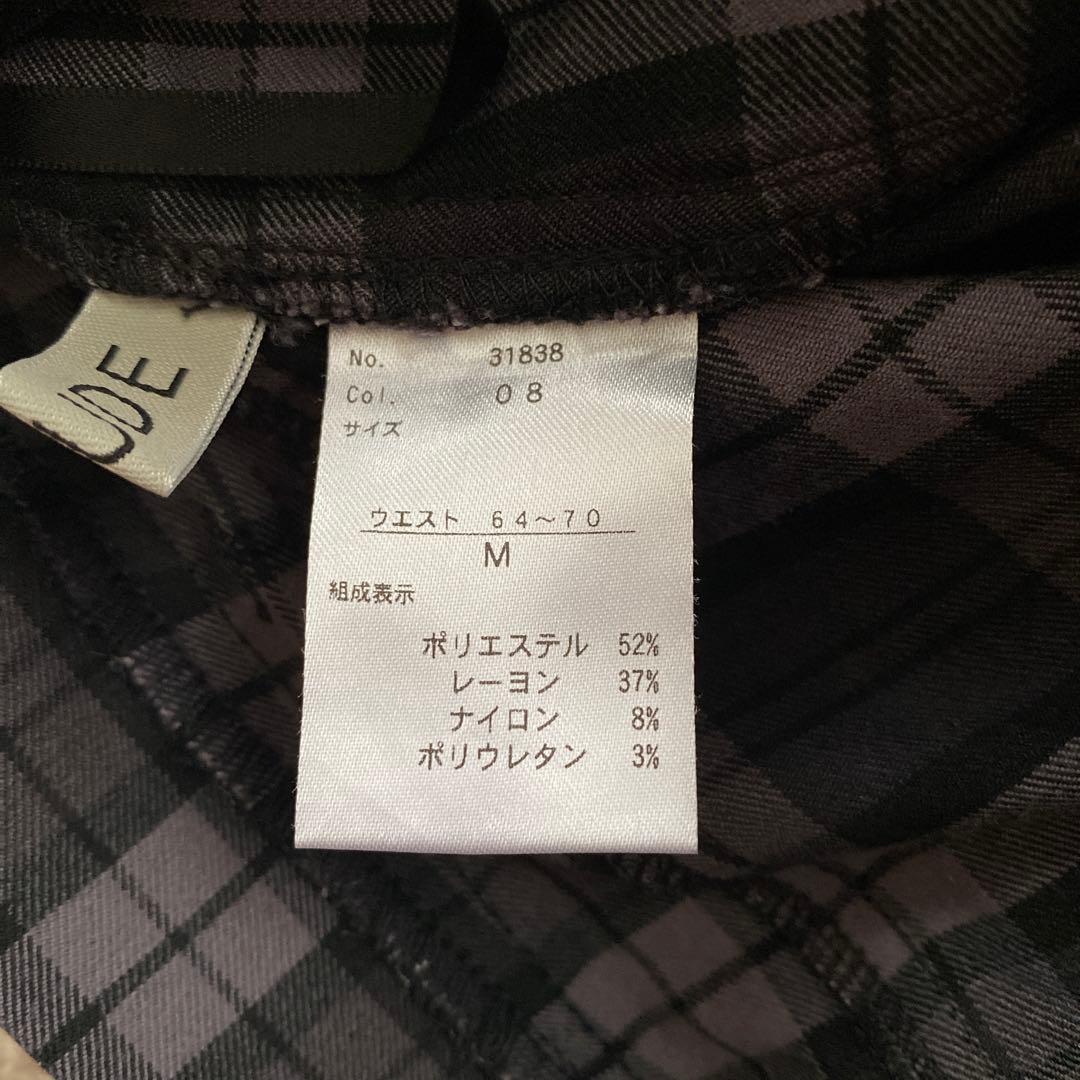 UDE
No. 31838
Col. 08
サイズ
ウエスト 64～70
M
組成表示
ポリエステル 52%
レーヨン 37%
ナイロン 8%
ポリウレタン 3%